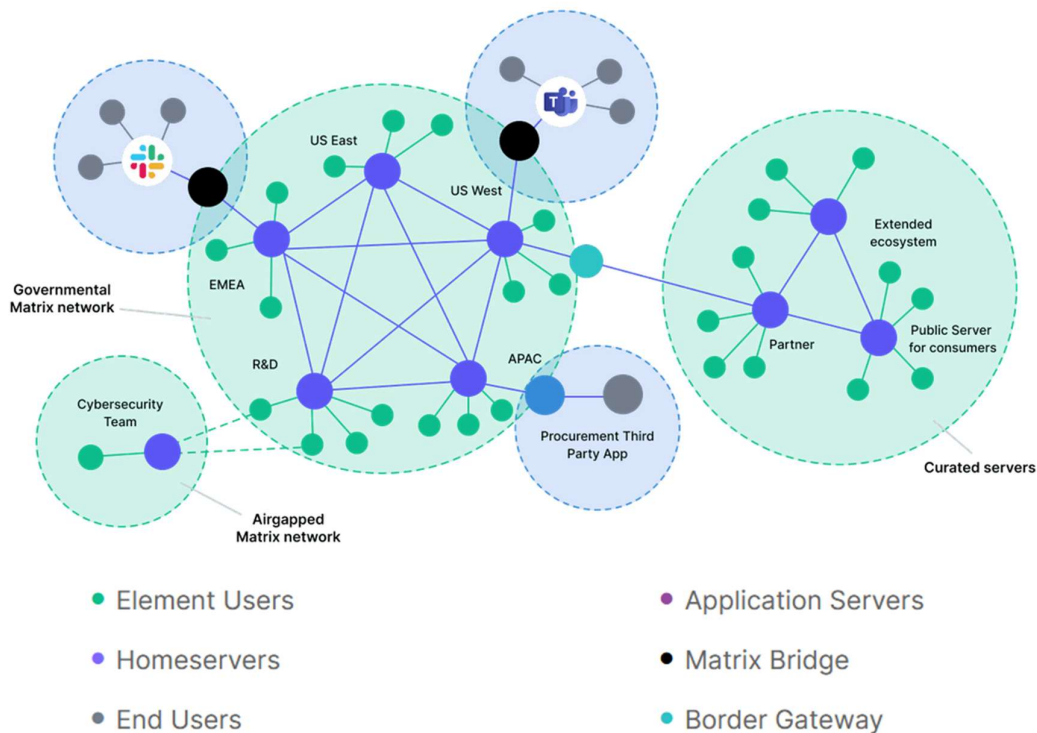 US East
US West
T
Extended
ecosystem
EMEA
Governmental
Matrix network
R&D
APAC
Partner
Public Server
for consumers
Cybersecurity
Team
Procurement Third
Party App
Curated servers
Airgapped
Matrix network
Element Users
Application Servers
Homeservers
Matrix Bridge
End Users
Border Gateway